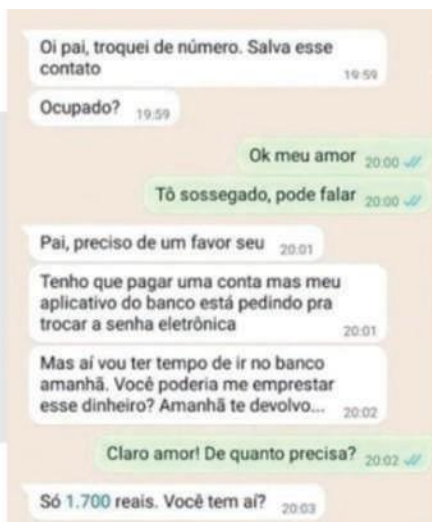 Oi pai, troquei de número. Salva esse
contato
19:59
Ocupado? 19:59
Ok meu amor 20:00
Tô sossegado, pode falar 20:00
Pai, preciso de um favor seu 20:01
Tenho que pagar uma conta mas meu
aplicativo do banco está pedindo pra
trocar a senha eletrônica 20:01
Mas aí vou ter tempo de ir no banco
amanhã. Você poderia me emprestar
esse dinheiro? Amanhã te devolvo... 20:02
Claro amor! De quanto precisa? 20:02
Só 1.700 reais. Você tem aí? 20:03